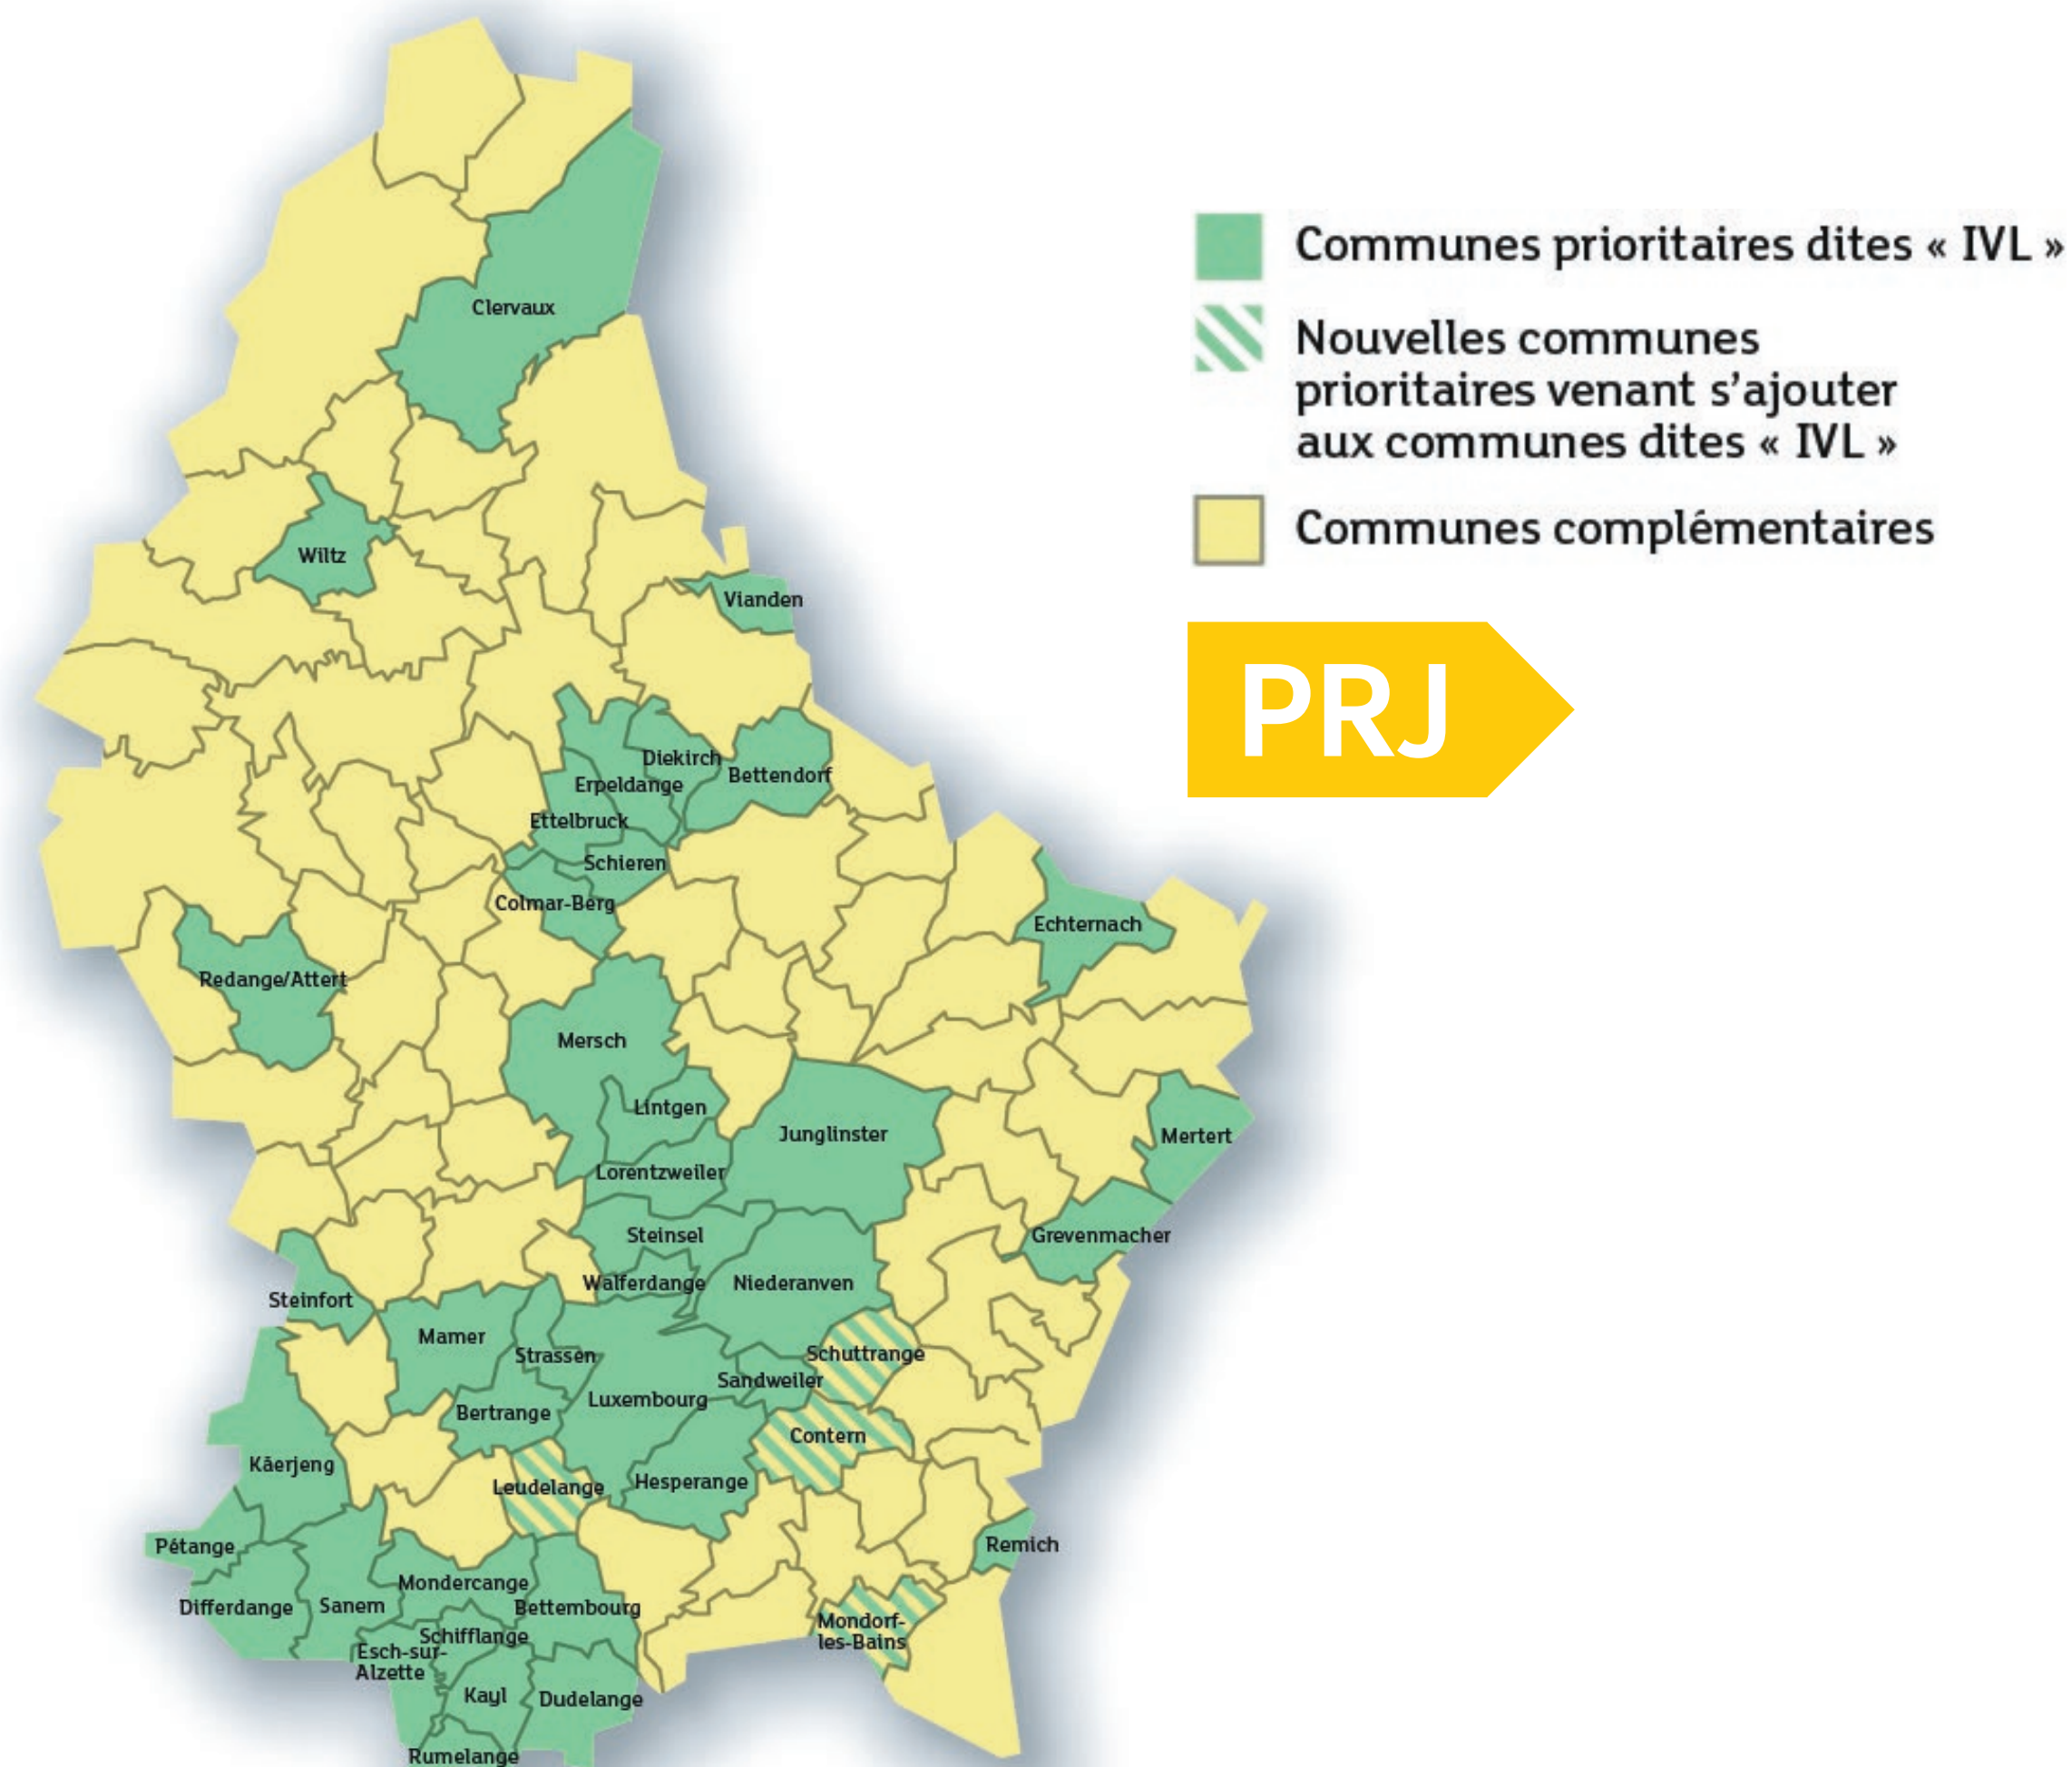 Communes prioritaires dites « IVL »
Nouvelles communes
prioritaires venant s’ajouter
aux communes dites « IVL »
Communes complémentaires
PRJ
Clervaux
Wiltz
Vianden
Diekirch
Bettendorf
Erpeldange
Ettelbruck
Schieren
Colmar-Berg
Echternach
Redange/Attert
Mersch
Lintgen
Junglinster
Mertert
Lorentzweiler
Steinsel
Grevenmacher
Walferdange
Niederanven
Steinfort
Mamer
Strassen
Schuttrange
Sandweiler
Luxembourg
Bertrange
Contern
Käerjeng
Leudelange
Hesperange
Pétange
Remich
Mondercange
Differdange
Sanem
Bettembourg
Mondorf-
les-Bains
Schifflange
Esch-sur-
Alzette
Kayl
Dudelange
Rumelange